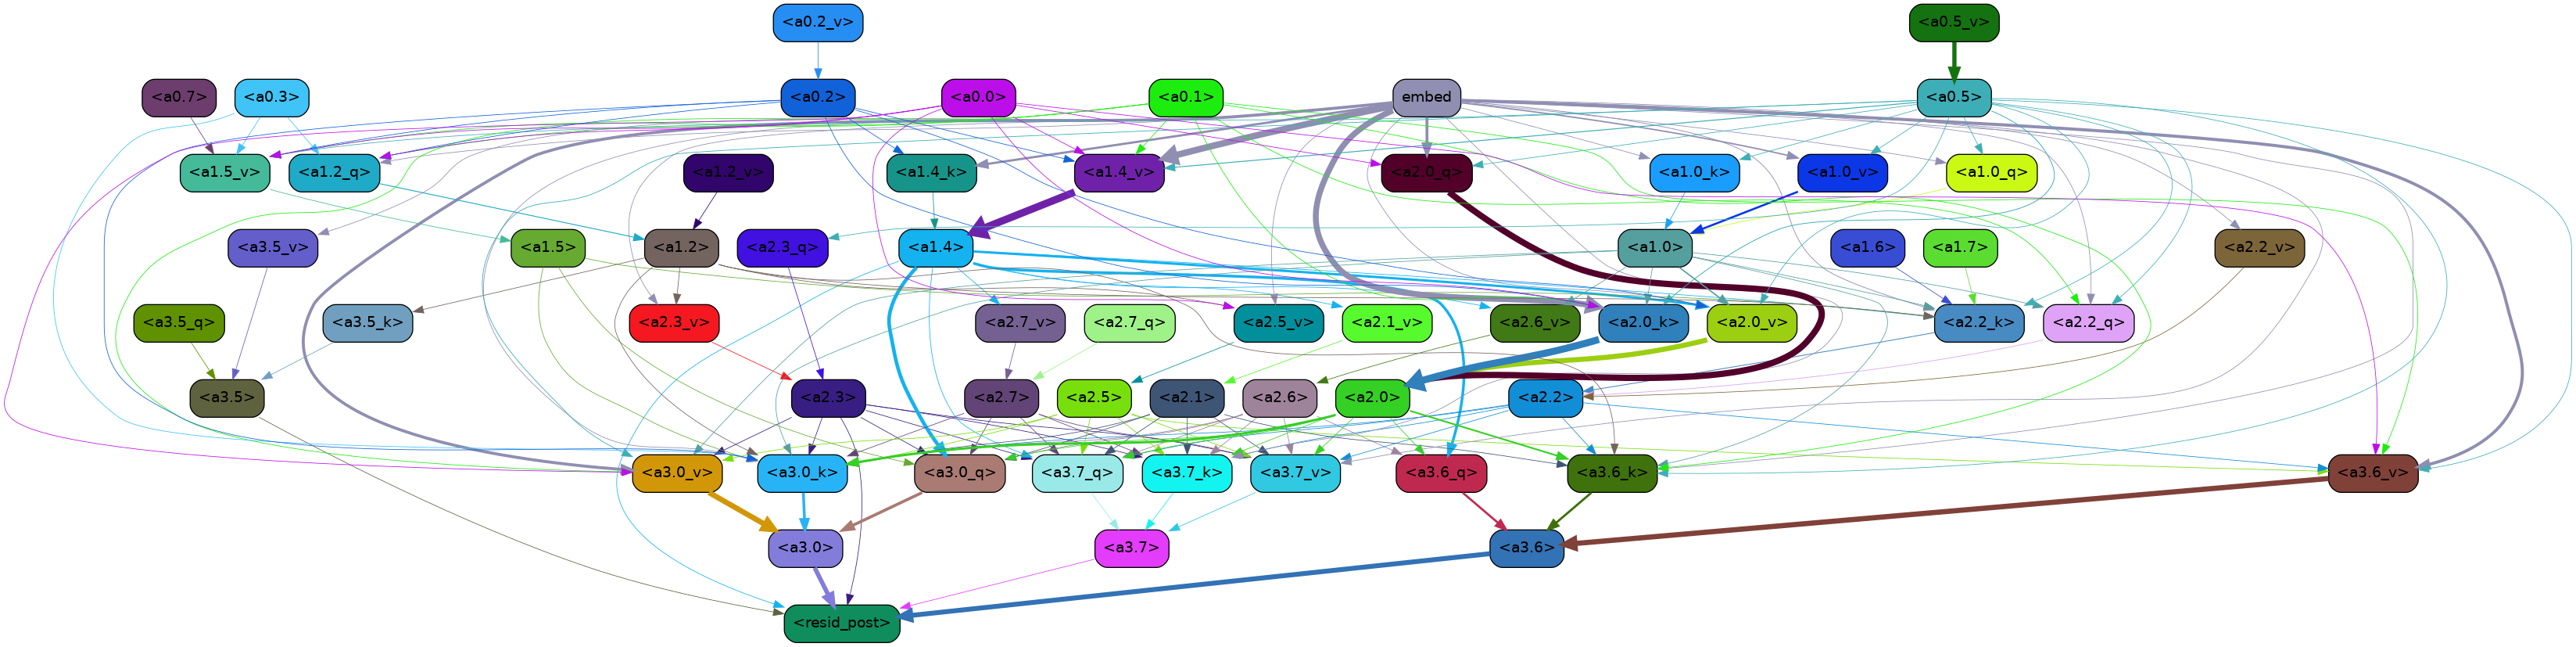 <a0.2_v>
<a0.5_v>
<a0.7>
<a0.3>
<a0.2>
<a0.0>
<a0.1>
embed
<a0.5>
<a1.5_v>
<a1.2_q>
<a1.2_v>
<a1.4_k>
<a1.4_v>
<a2.0_q>
<a1.0_k>
<a1.0_v>
<a1.0_q>
<a3.5_v>
<a1.5>
<a1.2>
<a2.3_q>
<a1.4>
<a1.0>
<a1.6>
<a1.7>
<a2.2_v>
<a3.5_q>
<a3.5_k>
<a2.3_v>
<a2.7_v>
<a2.7_q>
<a2.5_v>
<a2.1_v>
<a2.6_v>
<a2.0_k>
<a2.0_v>
<a2.2_k>
<a2.2_q>
<a3.5>
<a2.3>
<a2.7>
<a2.5>
<a2.1>
<a2.6>
<a2.0>
<a2.2>
<a3.0_v>
<a3.0_k>
<a3.0_q>
<a3.7_q>
<a3.7_k>
<a3.7_v>
<a3.6_q>
<a3.6_k>
<a3.6_v>
<a3.0>
<a3.7>
<a3.6>
<resid_post>